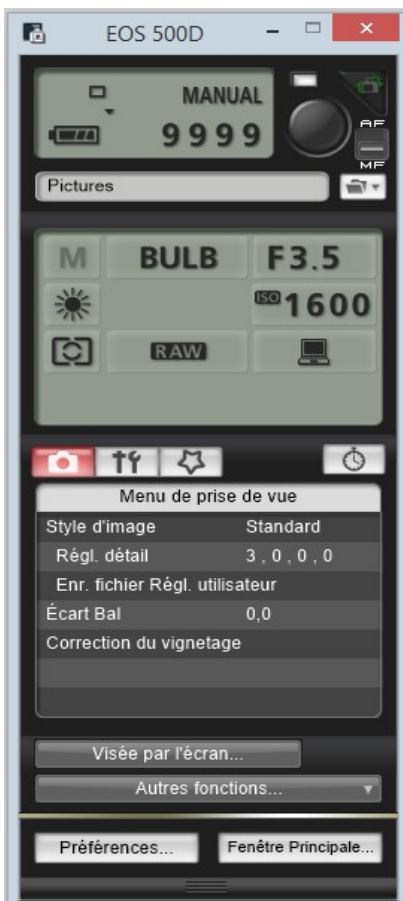 EOS 500D
MANUAL
9999
AF
MF
Pictures
M BULB F3.5
ISO 1600
RAW
Menu de prise de vue
Style d'image Standard
Régl. détail 3 , 0 , 0 , 0
Enr. fichier Régl. utilisateur
Écart Bal 0,0
Correction du vignetage
Visée par l'écran...
Autres fonctions...
Préférences... Fenêtre Principale...